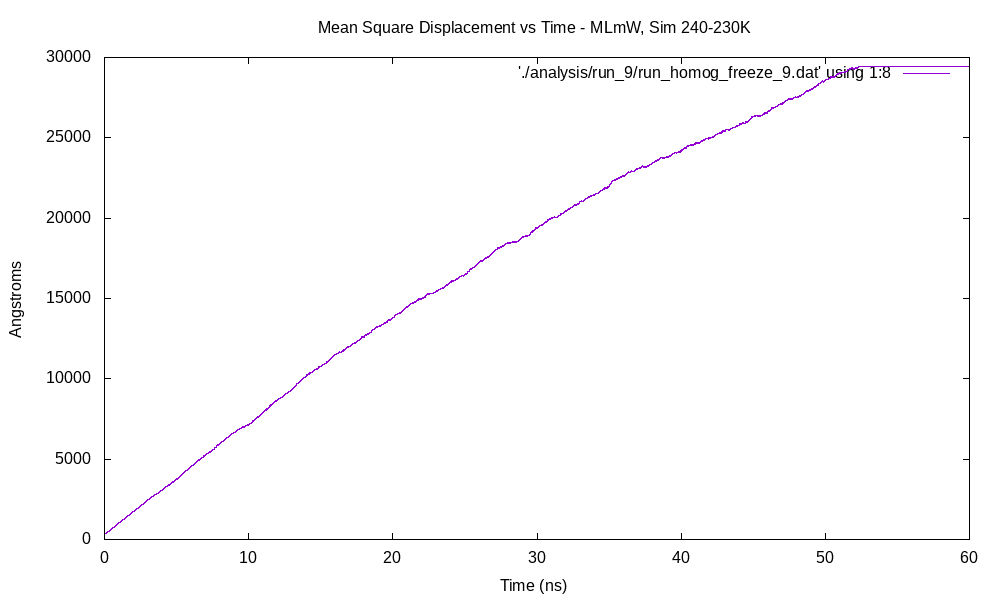 Mean Square Displacement vs Time - MLmW, Sim 240-230K
'./analysis/run_9/run_homog_freeze_9.dat' using 1:8
30000
25000
20000
15000
10000
5000
0
Angstroms
0 10 20 30 40 50 60
Time (ns)